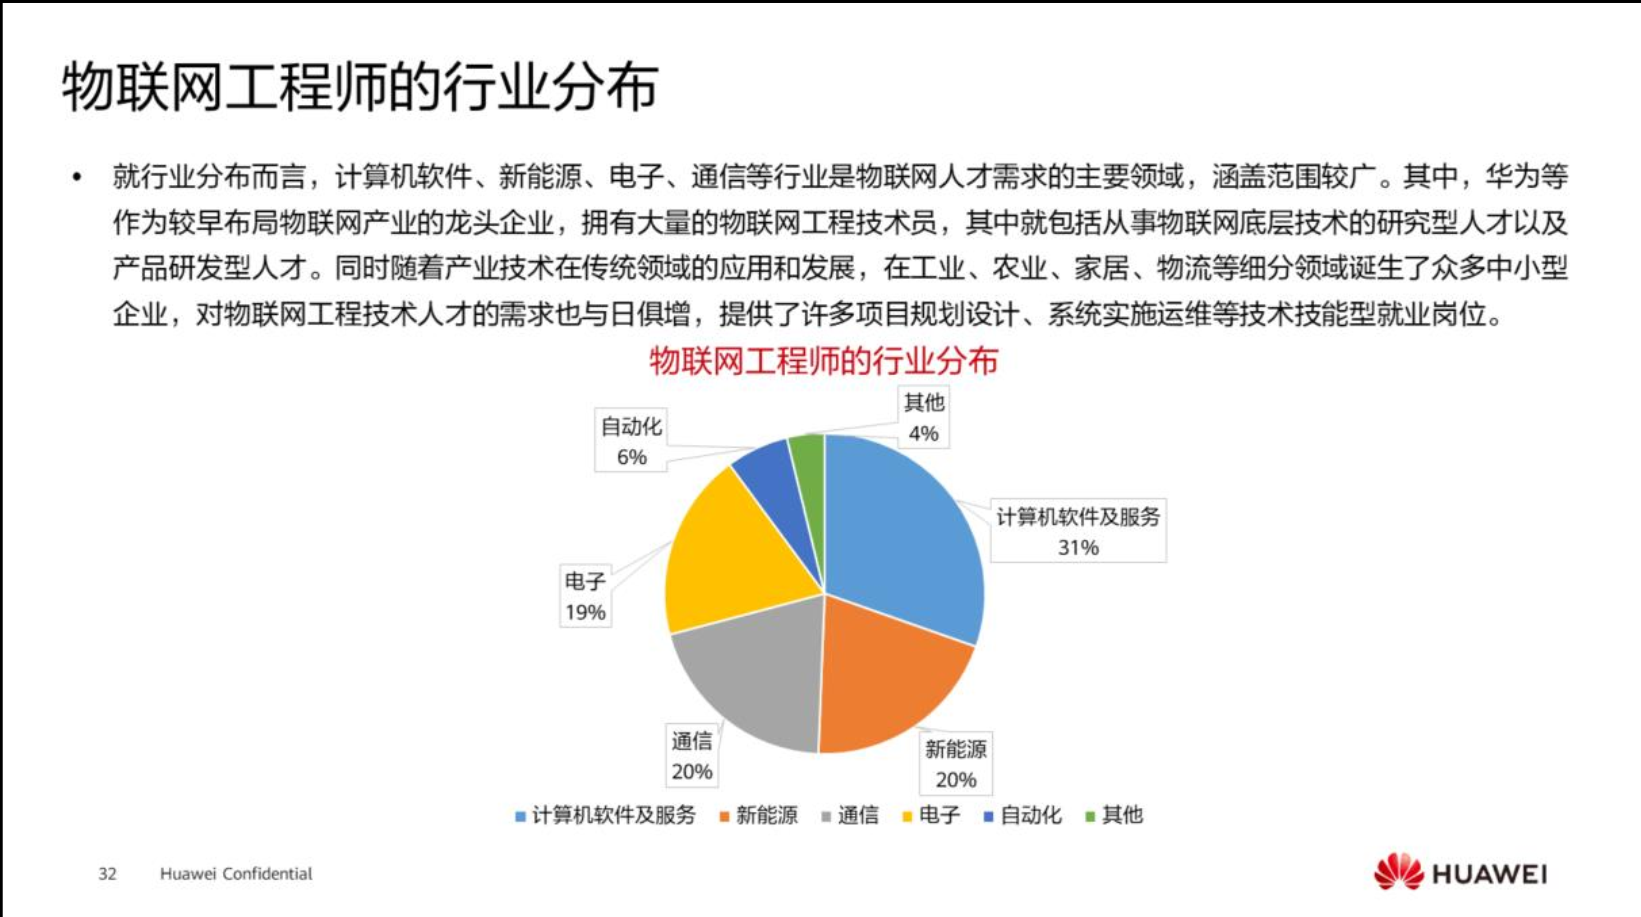 物联网工程师的行业分布
• 就行业分布而言，计算机软件、新能源、电子、通信等行业是物联网人才需求的主要领域，涵盖范围较广。其中，华为等
作为较早布局物联网产业的龙头企业，拥有大量的物联网工程技术员，其中就包括从事物联网底层技术的研究型人才以及
产品研发型人才。同时随着产业技术在传统领域的应用和发展，在工业、农业、家居、物流等细分领域诞生了众多中小型
企业，对物联网工程技术人才的需求也与日俱增，提供了许多项目规划设计、系统实施运维等技术技能型就业岗位。
物联网工程师的行业分布
其他
4%
自动化
6%
计算机软件及服务
31%
电子
19%
通信
20%
新能源
20%
计算机软件及服务 新能源 通信 电子 自动化 其他
32 Huawei Confidential
HUAWEI